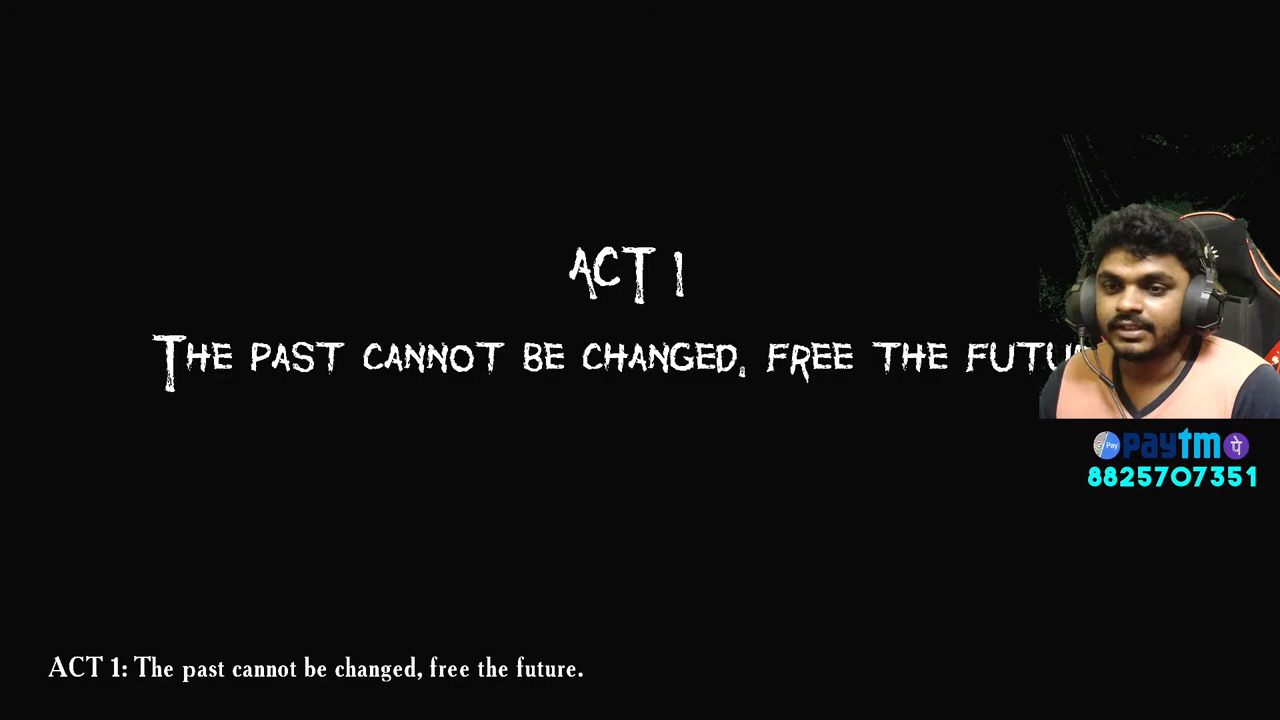 ACT 1
THE PAST CANNOT BE CHANGED, FREE THE
G Pay paytm पे
8825707351
ACT 1: The past cannot be changed, free the future.